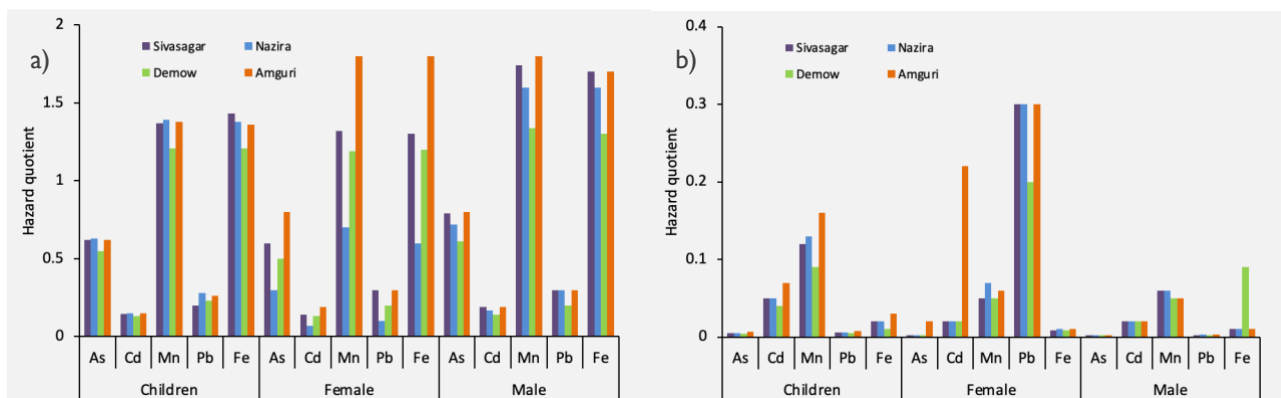 a)
Hazard quotient
2
1.5
1
0.5
0
Sivasagar Nazira
Demow Amguri
As Cd Mn Pb Fe As Cd Mn Pb Fe As Cd Mn Pb Fe
Children Female Male
b)
Hazard quotient
0.4
0.3
0.2
0.1
0
Sivasagar Nazira
Demow Amguri
As Cd Mn Pb Fe As Cd Mn Pb Fe As Cd Mn Pb Fe
Children Female Male